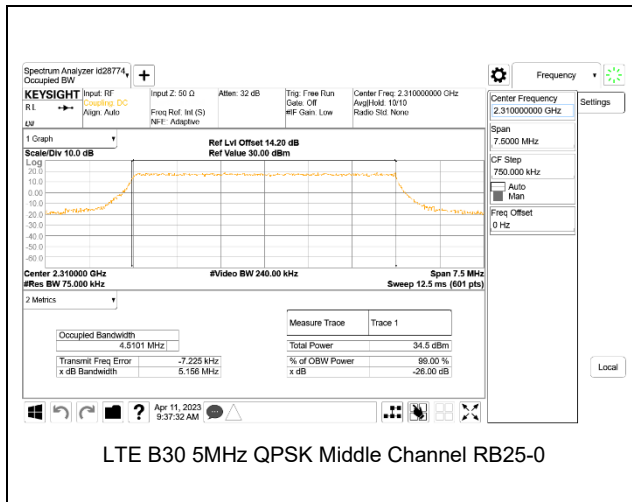 Spectrum Analyzer id28774,
Occupied BW
+
Frequency
KEYSIGHT
RL
Input: RF
Coupling: DC
Align: Auto
Input Z: 50 Ω
Freq Ref: Int (S)
NFE: Adaptive
Atten: 32 dB
Trig: Free Run
Gate: Off
#IF Gain: Low
Center Freq: 2.310000000 GHz
Avg|Hold: 10/10
Radio Std: None
Center Frequency
2.310000000 GHz
Settings
Span
7.5000 MHz
CF Step
750.000 kHz
Auto
Man
Freq Offset
0 Hz
1 Graph
Scale/Div 10.0 dB
Ref Lvl Offset 14.20 dB
Ref Value 30.00 dBm
Log
20.0
10.0
0.00
-10.0
-20.0
-30.0
-40.0
-50.0
-60.0
Center 2.310000 GHz
#Res BW 75.000 kHz
#Video BW 240.00 kHz
Span 7.5 MHz
Sweep 12.5 ms (601 pts)
2 Metrics
Occupied Bandwidth
4.5101 MHz
Transmit Freq Error -7.225 kHz
x dB Bandwidth 5.156 MHz
Measure Trace Trace 1
Total Power 34.5 dBm
% of OBW Power 99.00 %
x dB -26.00 dB
Local
?
Apr 11, 2023
9:37:32 AM
LTE B30 5MHz QPSK Middle Channel RB25-0